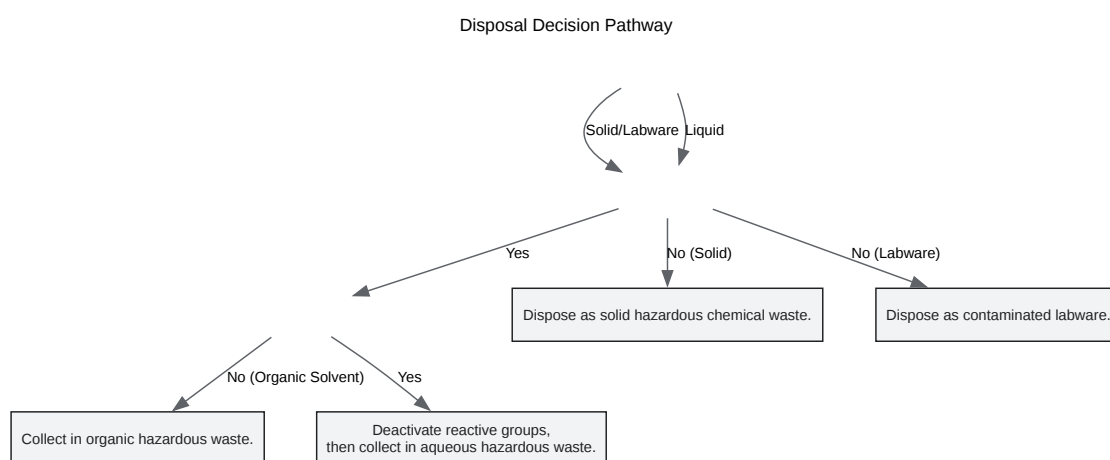 Disposal Decision Pathway
Solid/Labware
Liquid
Yes
No (Solid)
No (Labware)
Dispose as solid hazardous chemical waste.
Dispose as contaminated labware.
No (Organic Solvent)
Yes
Collect in organic hazardous waste.
Deactivate reactive groups,
then collect in aqueous hazardous waste.